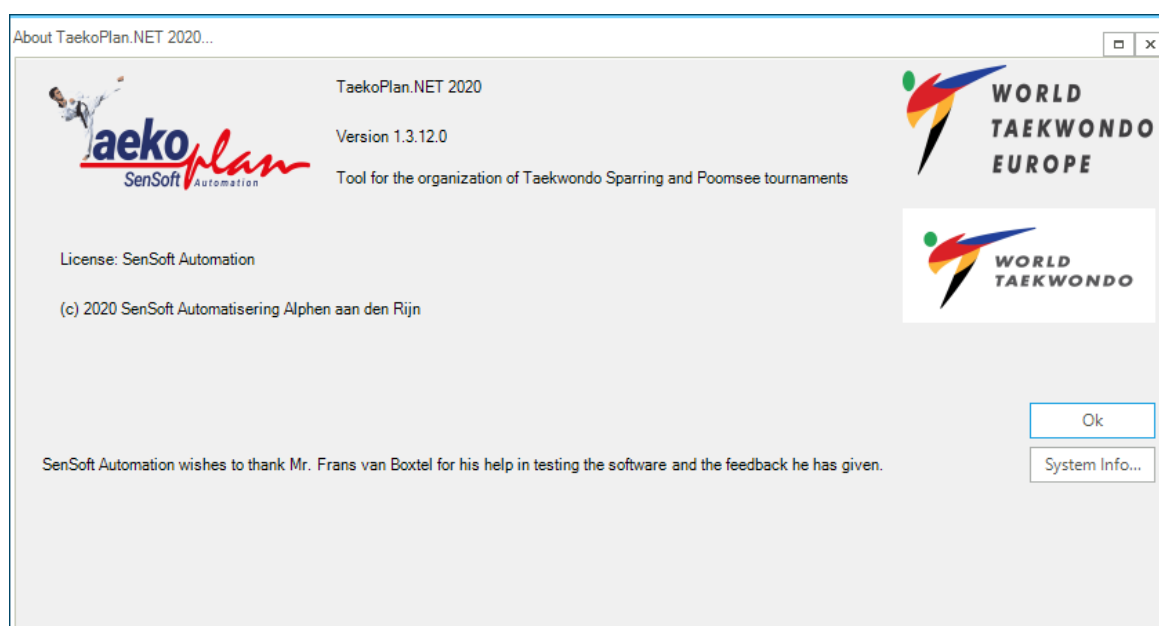 About TaekoPlan.NET 2020...
TaekoPlan.NET 2020
Version 1.3.12.0
Tool for the organization of Taekwondo Sparring and Poomsee tournaments
aeko plan
SenSoft Automation
WORLD
TAEKWONDO
EUROPE
WORLD
TAEKWONDO
License: SenSoft Automation
(c) 2020 SenSoft Automatisering Alphen aan den Rijn
Ok
SenSoft Automation wishes to thank Mr. Frans van Boxtel for his help in testing the software and the feedback he has given.
System Info...